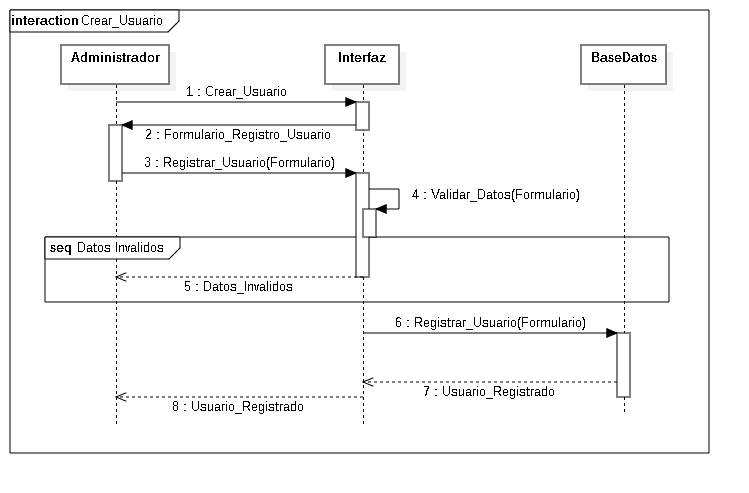 interaction Crear_Usuario
Administrador
Interfaz
BaseDatos
1 : Crear_Usuario
2 : Formulario_Registro_Usuario
3 : Registrar_Usuario(Formulario)
4 : Validar_Datos(Formulario)
seq Datos Invalidos
5 : Datos_Invalidos
6 : Registrar_Usuario(Formulario)
7 : Usuario_Registrado
8 : Usuario_Registrado